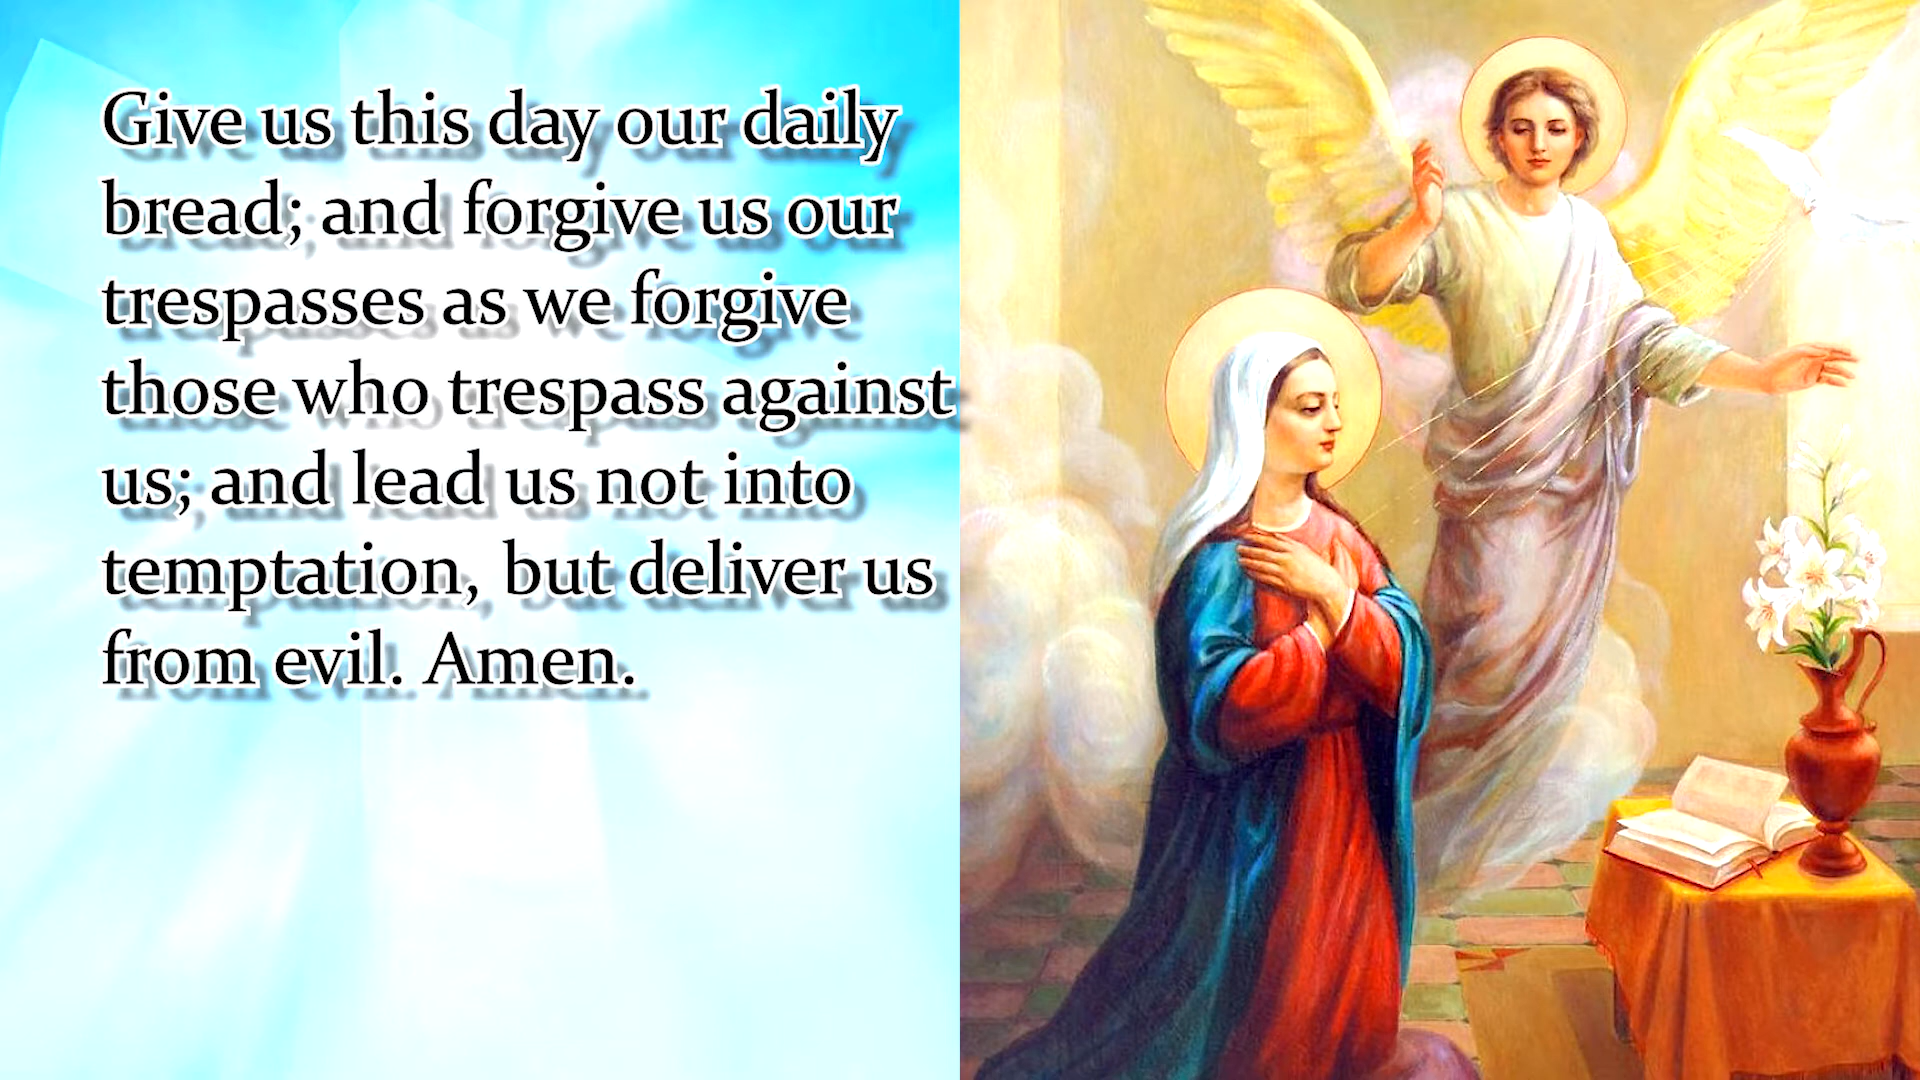 Give us this day our daily
bread; and forgive us our
trespasses as we forgive
those who trespass against
us; and lead us not into
temptation, but deliver us
from evil. Amen.